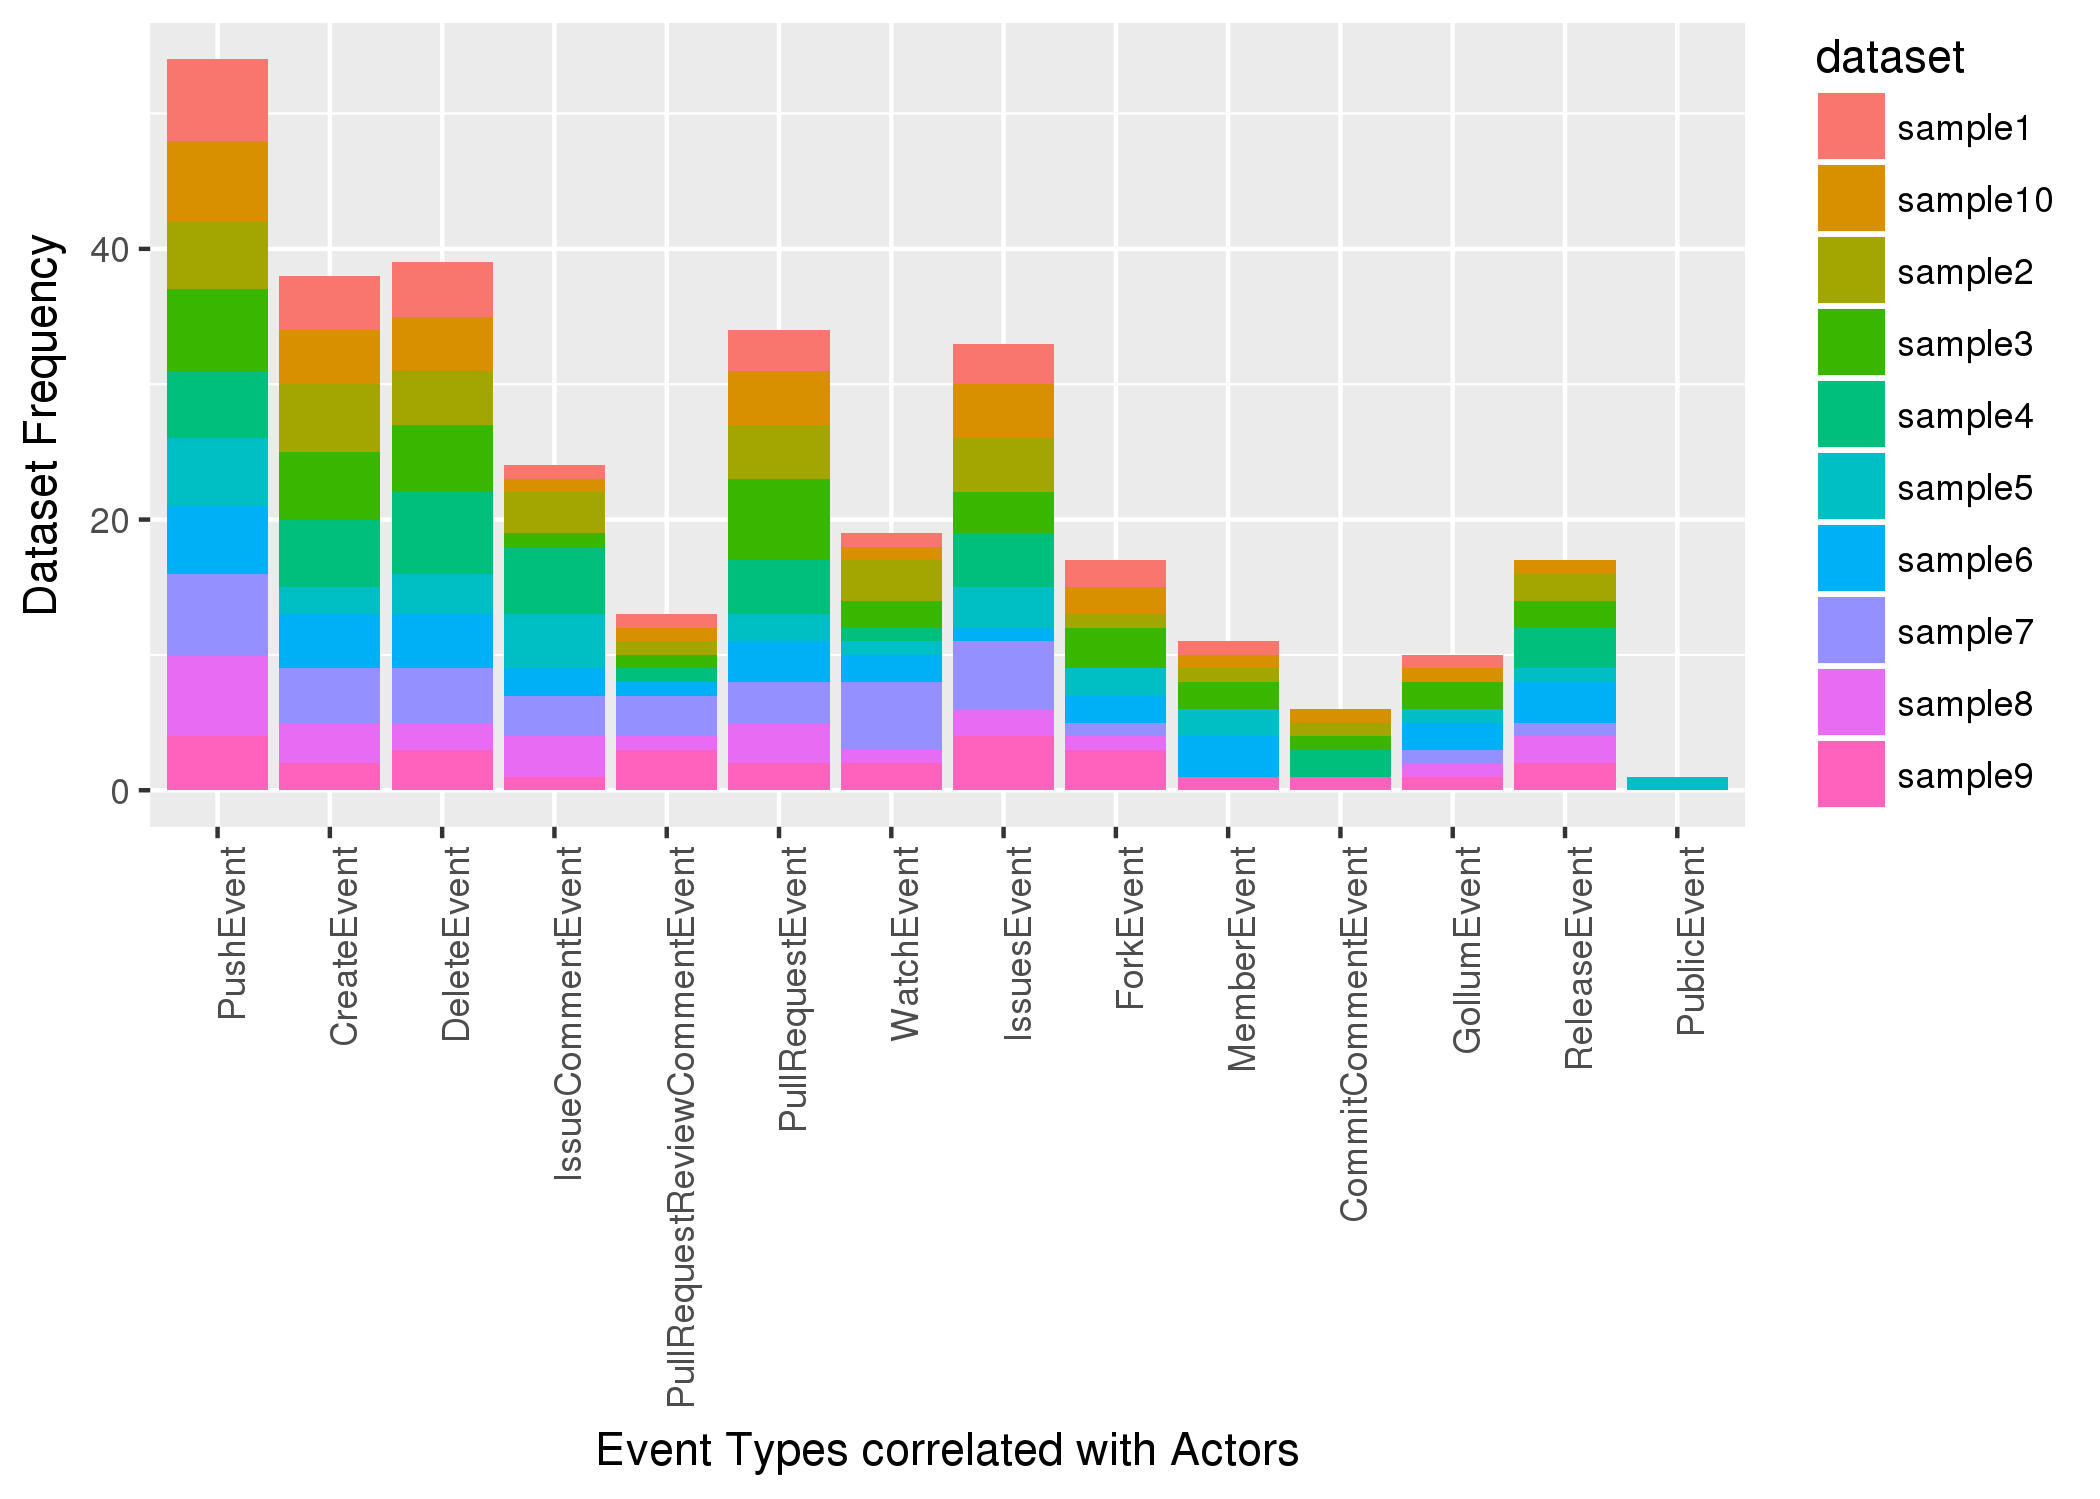 dataset
sample1
sample10
sample2
sample3
sample4
sample5
sample6
sample7
sample8
sample9
Dataset Frequency
40
20
0
PushEvent
CreateEvent
DeleteEvent
IssueCommentEvent
PullRequestReviewCommentEvent
PullRequestEvent
WatchEvent
IssuesEvent
ForkEvent
MemberEvent
CommitCommentEvent
GollumEvent
ReleaseEvent
PublicEvent
Event Types correlated with Actors